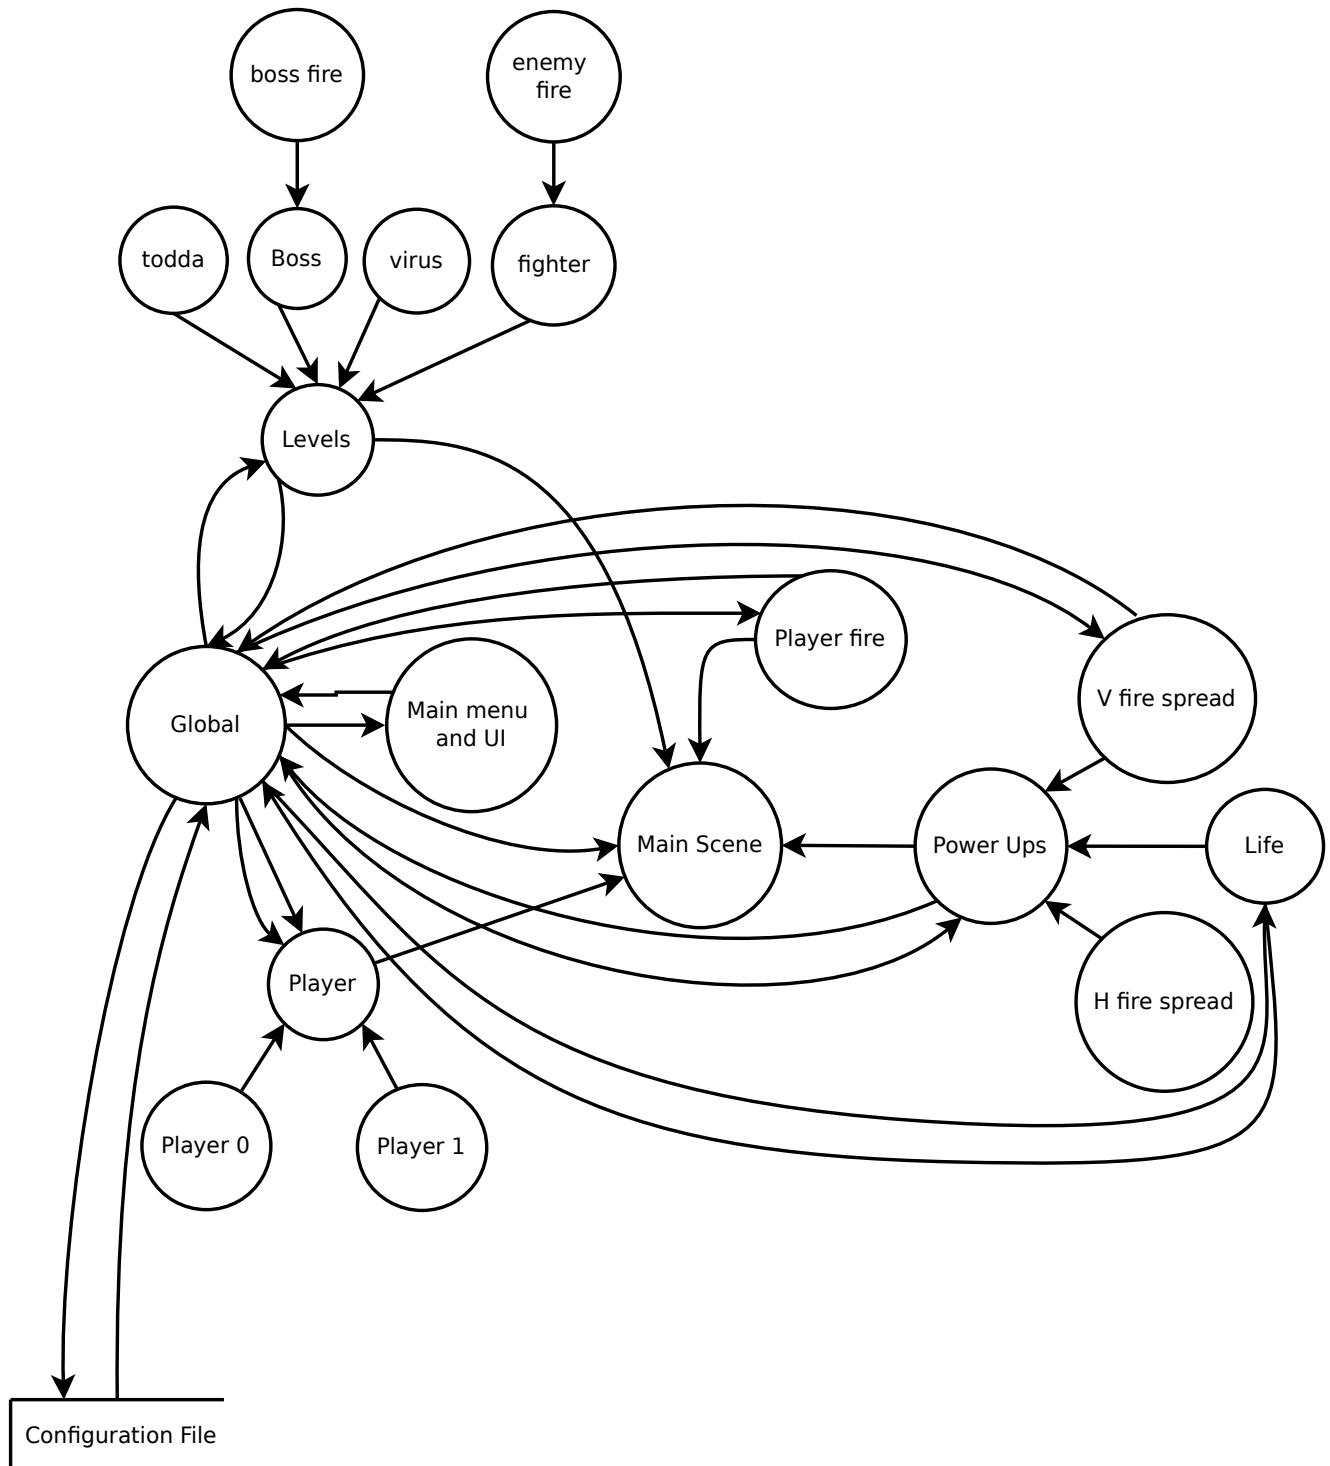 boss fire
enemy
fire
todda
Boss
virus
fighter
Levels
Player fire
V fire spread
Global
Main menu
and UI
Main Scene
Power Ups
Life
H fire spread
Player
Player 0
Player 1
Configuration File